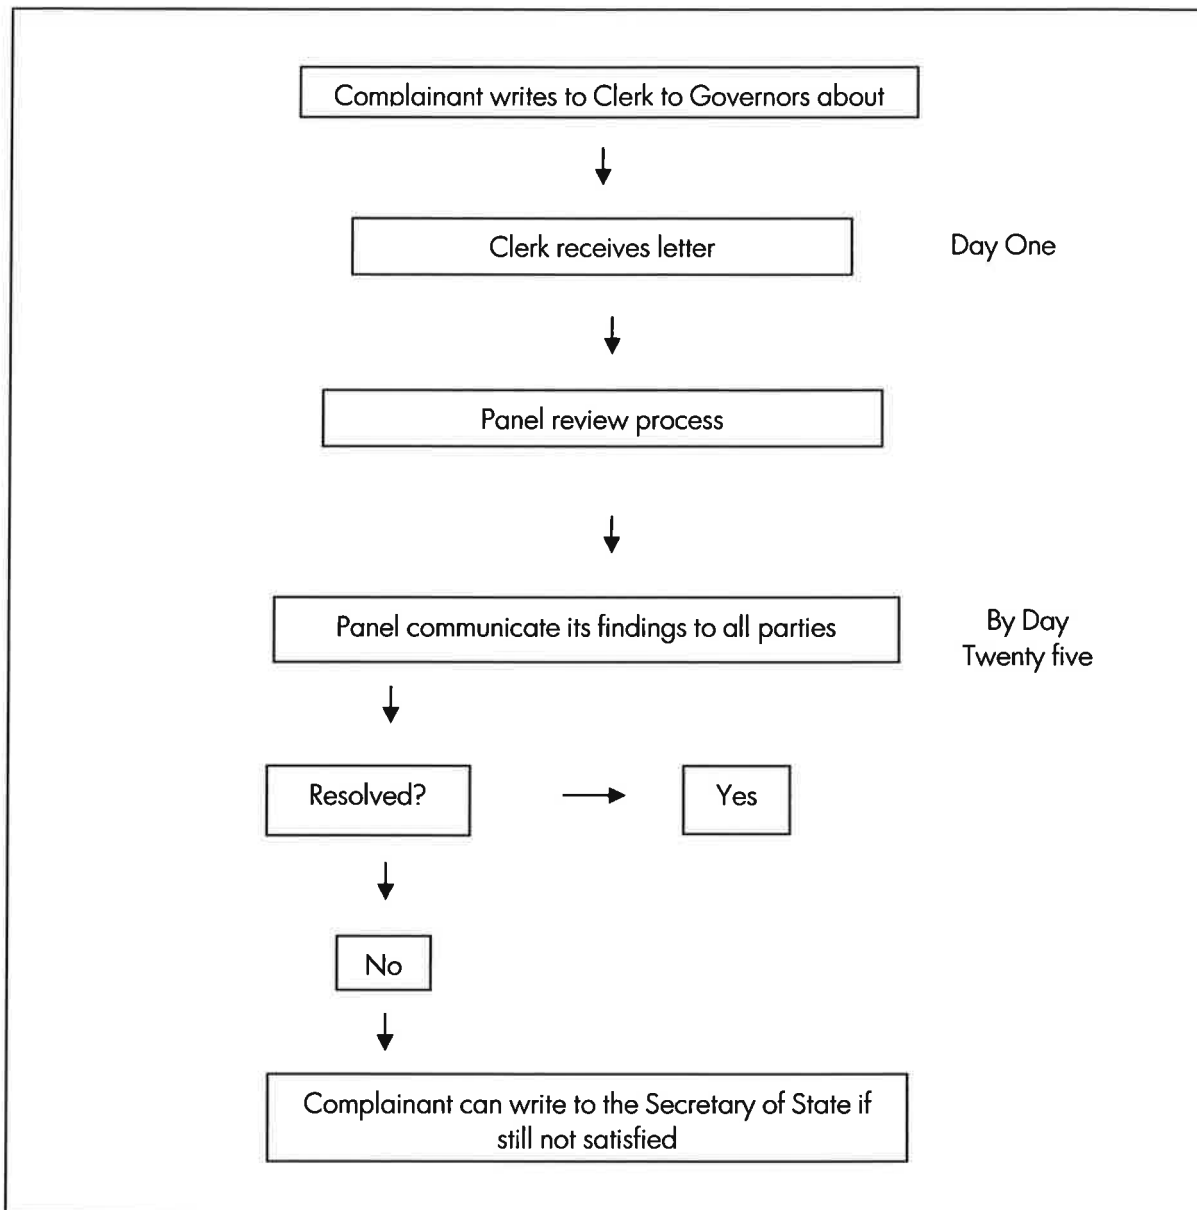 Complainant writes to Clerk to Governors about
Clerk receives letter
Day One
Panel review process
Panel communicate its findings to all parties
By Day
Twenty five
Resolved?
Yes
No
Complainant can write to the Secretary of State if
still not satisfied